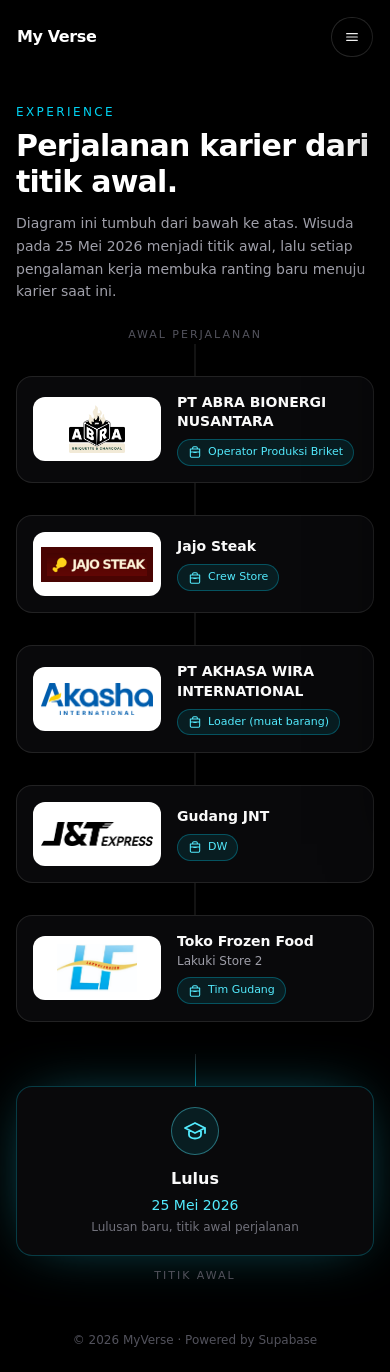 My Verse
EXPERIENCE
Perjalanan karier dari
titik awal.
Diagram ini tumbuh dari bawah ke atas. Wisuda
pada 25 Mei 2026 menjadi titik awal, lalu setiap
pengalaman kerja membuka ranting baru menuju
karier saat ini.
AWAL PERJALANAN
ABRA
BRIQUETTE & CHARCOAL
PT ABRA BIONERGI
NUSANTARA
Operator Produksi Briket
JAJO STEAK
Jajo Steak
Crew Store
Akasha
INTERNATIONAL
PT AKHASA WIRA
INTERNATIONAL
Loader (muat barang)
J&T EXPRESS
Gudang JNT
DW
LF
Toko Frozen Food
Lakuki Store 2
Tim Gudang
Lulus
25 Mei 2026
Lulusan baru, titik awal perjalanan
TITIK AWAL
© 2026 MyVerse · Powered by Supabase